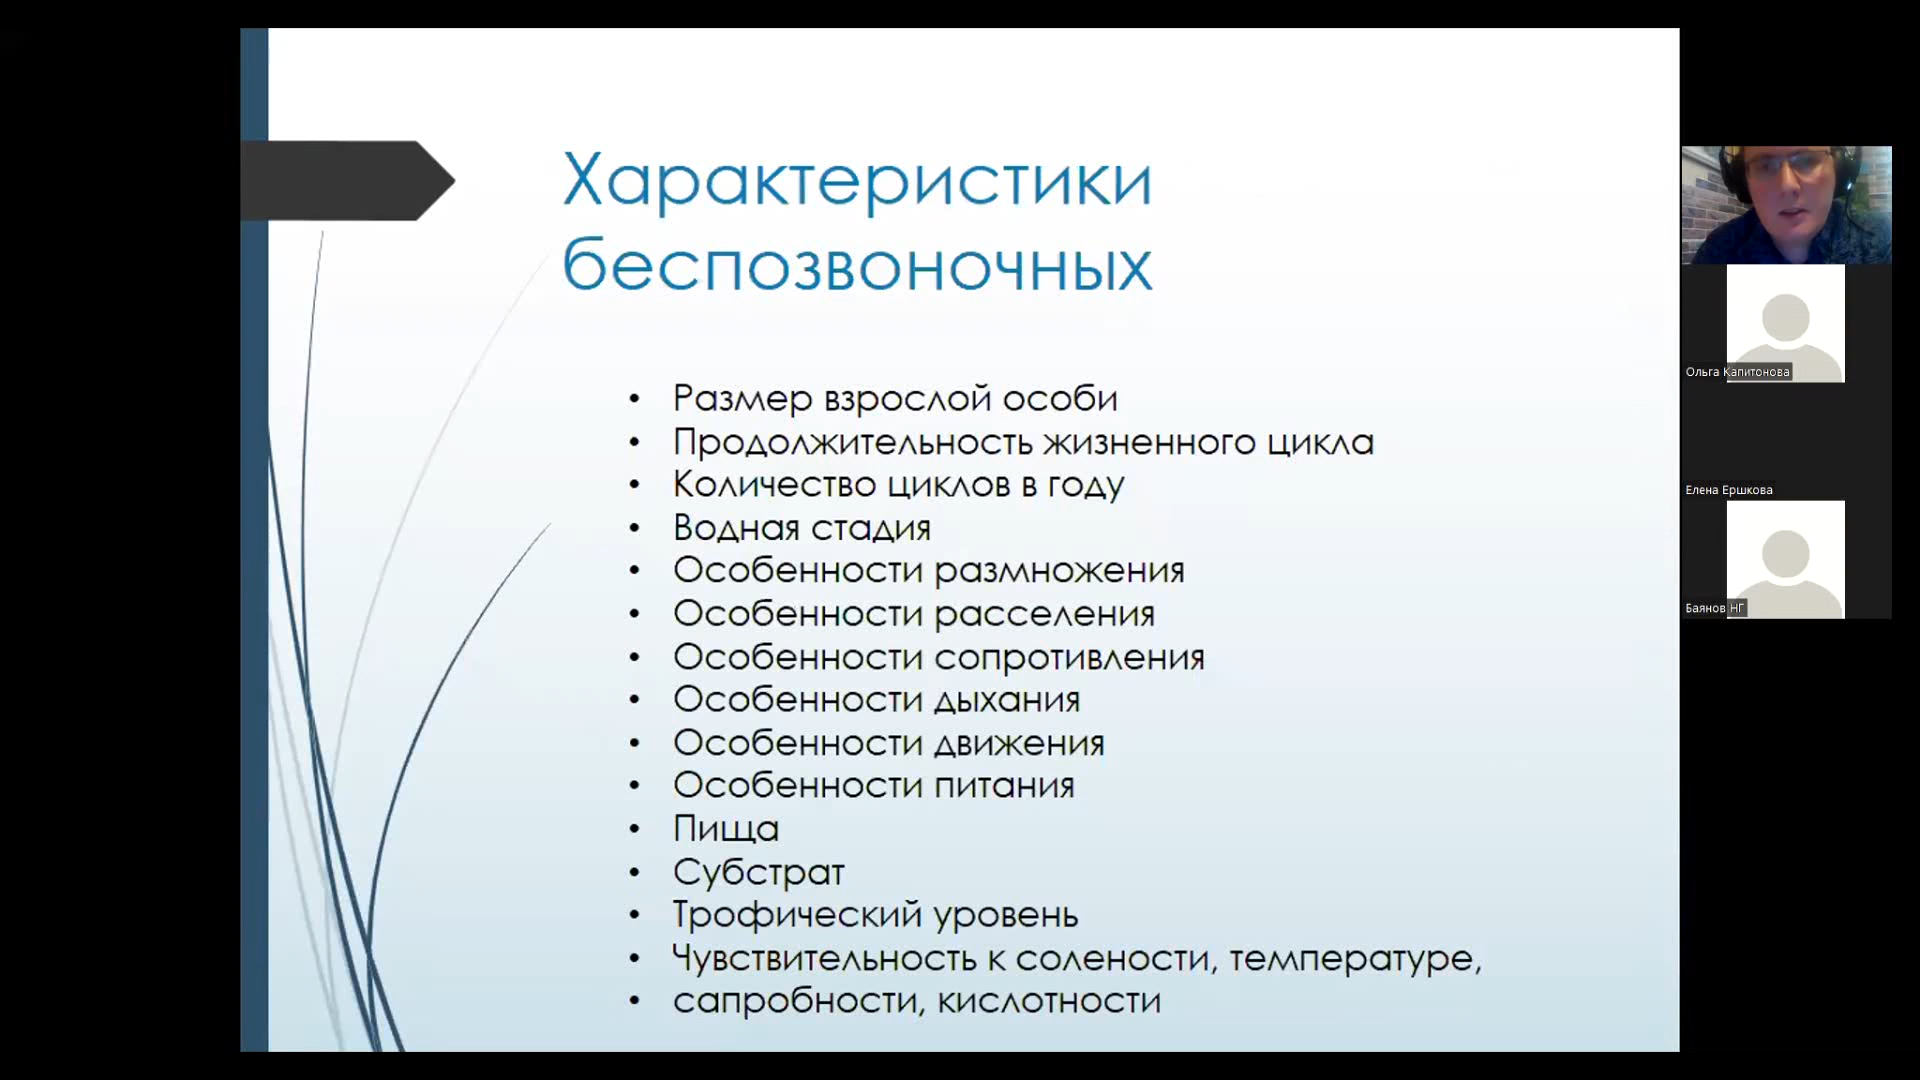 Характеристики
беспозвоночных
• Размер взрослой особи
• Продолжительность жизненного цикла
• Количество циклов в году
• Водная стадия
• Особенности размножения
• Особенности расселения
• Особенности сопротивления
• Особенности дыхания
• Особенности движения
• Особенности питания
• Пища
• Субстрат
• Трофический уровень
• Чувствительность к солености, температуре,
• сапробности, кислотности
Ольга Капитонова
Елена Ершкова
Баянов НГ